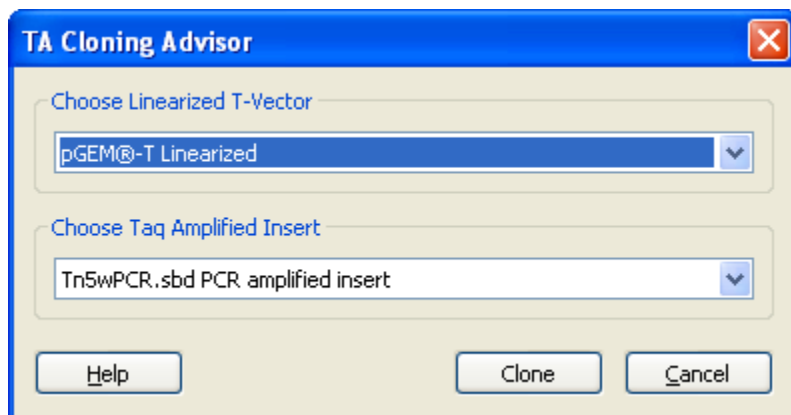 TA Cloning Advisor
Choose Linearized T-Vector
pGEM®-T Linearized
Choose Taq Amplified Insert
Tn5wPCR.sbd PCR amplified insert
Help Clone Cancel